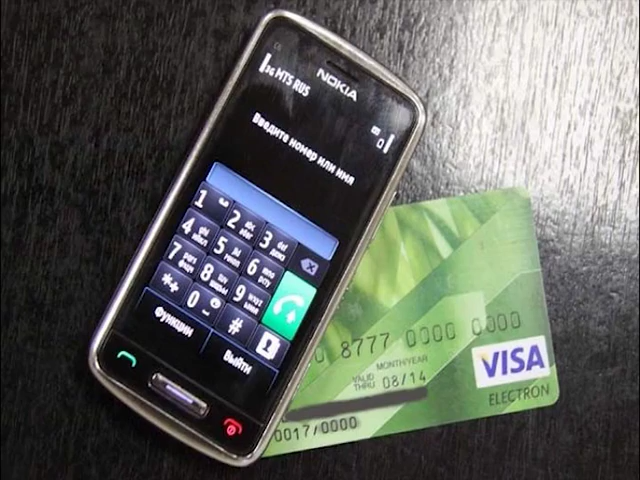 NOKIA
3G MTS RUS
Введите номер или имя
1
2 abc
3 def
4 ghi
5 jkl
6 mno
7 pqrs
8
9 wxyz
*+
0
#
Функции
Выйти
0 8777 0000 0000
MONTH/YEAR
VALID THRU 08/14
VISA
ELECTRON
0017/0000